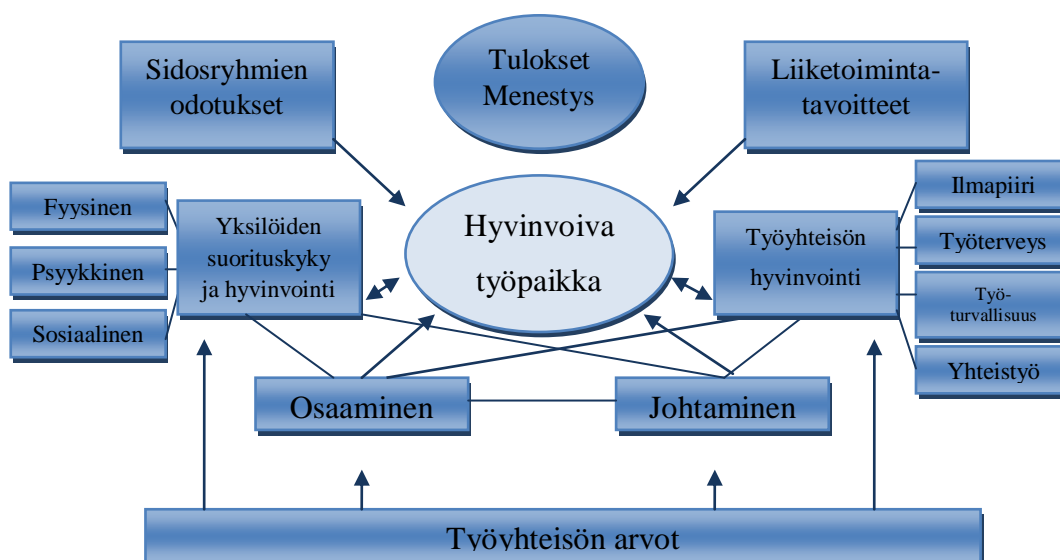 Sidosryhmien
odotukset
Tulokset
Menestys
Liiketoiminta-
tavoitteet
Fyysinen
Psyykkinen
Sosiaalinen
Yksilöiden
suorituskyky
ja hyvinvointi
Hyvinvoiva
työpaikka
Työyhteisön
hyvinvointi
Ilmapiiri
Työterveys
Työ-
turvallisuus
Yhteistyö
Osaaminen
Johtaminen
Työyhteisön arvot